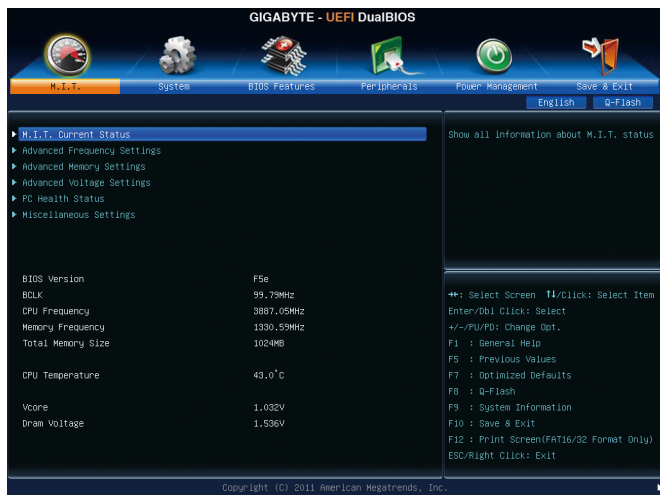 GIGABYTE - UEFI DualBIOS
M.I.T. System BIOS Features Peripherals Power Management Save & Exit
English Q-Flash
M.I.T. Current Status
Advanced Frequency Settings
Advanced Memory Settings
Advanced Voltage Settings
PC Health Status
Miscellaneous Settings
Show all information about M.I.T. status
BIOS Version F5e
BCLK 99.79MHz
CPU Frequency 3887.05MHz
Memory Frequency 1330.59MHz
Total Memory Size 1024MB
CPU Temperature 43.0°C
Vcore 1.032V
Dram Voltage 1.536V
→←: Select Screen ↑↓/Click: Select Item
Enter/Dbl Click: Select
+/-/PU/PD: Change Opt.
F1 : General Help
F5 : Previous Values
F7 : Optimized Defaults
F8 : Q-Flash
F9 : System Information
F10 : Save & Exit
F12 : Print Screen(FAT16/32 Format Only)
ESC/Right Click: Exit
Copyright (C) 2011 American Megatrends, Inc.